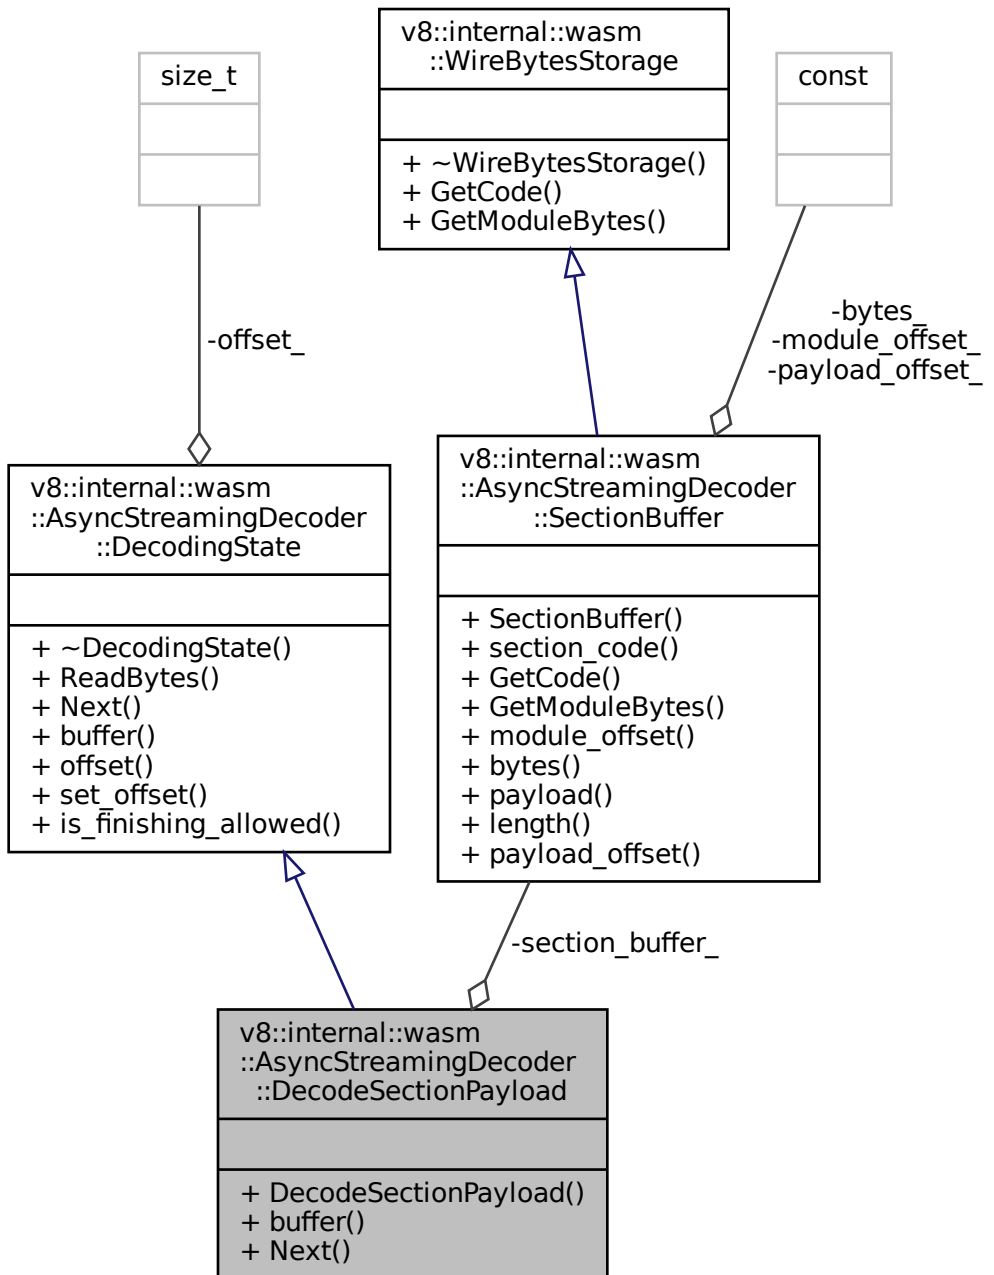 v8::internal::wasm
::WireBytesStorage
+ ~WireBytesStorage()
+ GetCode()
+ GetModuleBytes()
size_t
const
-offset_
-bytes_
-module_offset_
-payload_offset_
v8::internal::wasm
::AsyncStreamingDecoder
::DecodingState
+ ~DecodingState()
+ ReadBytes()
+ Next()
+ buffer()
+ offset()
+ set_offset()
+ is_finishing_allowed()
v8::internal::wasm
::AsyncStreamingDecoder
::SectionBuffer
+ SectionBuffer()
+ section_code()
+ GetCode()
+ GetModuleBytes()
+ module_offset()
+ bytes()
+ payload()
+ length()
+ payload_offset()
-section_buffer_
v8::internal::wasm
::AsyncStreamingDecoder
::DecodeSectionPayload
+ DecodeSectionPayload()
+ buffer()
+ Next()